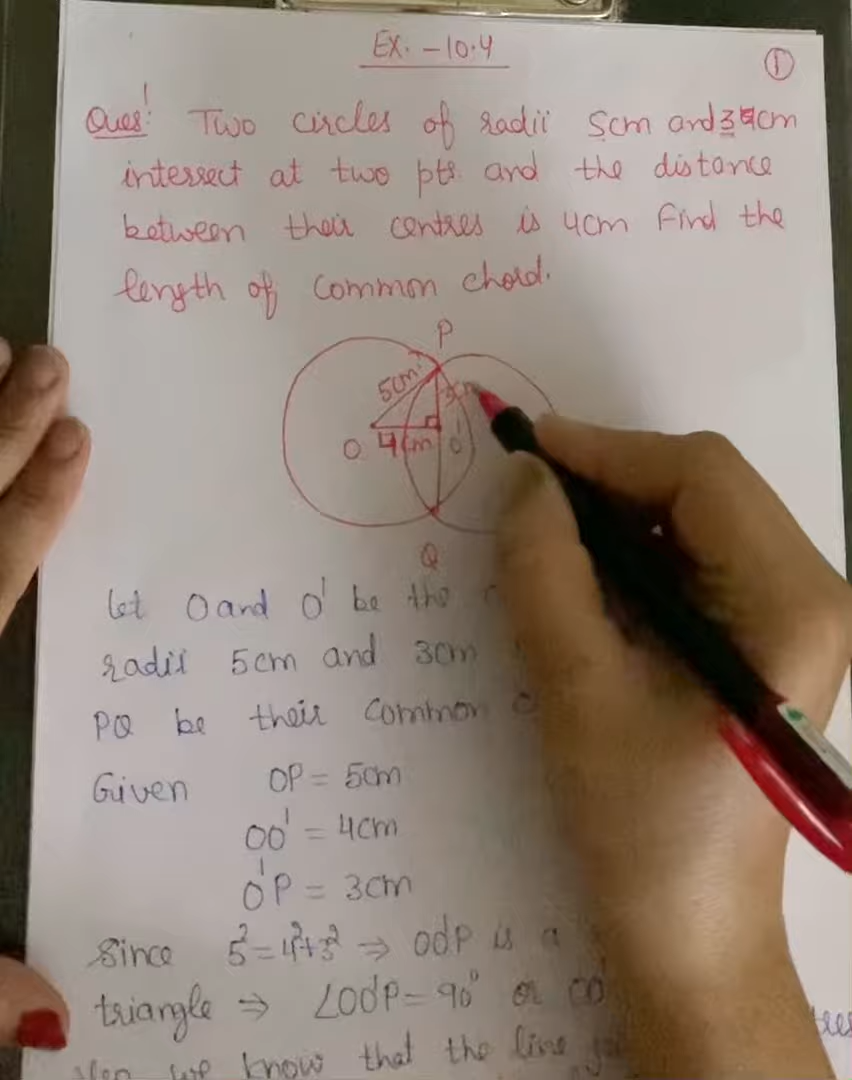 EX. - 10.4
1
Ques! Two circles of radii 5cm and 3cm
intersect at two pts. and the distance
between their centres is 4cm Find the
length of common chord.
P
5cm
O 4cm O'
Q
Let O and O' be the
radii 5cm and 3cm
PQ be their common
Given OP = 5cm
OO' = 4cm
O'P = 3cm
Since 5²=4²+3² ⇒ OO'P is a
triangle ⇒ ∠OO'P = 90° or OO'
we know that the line